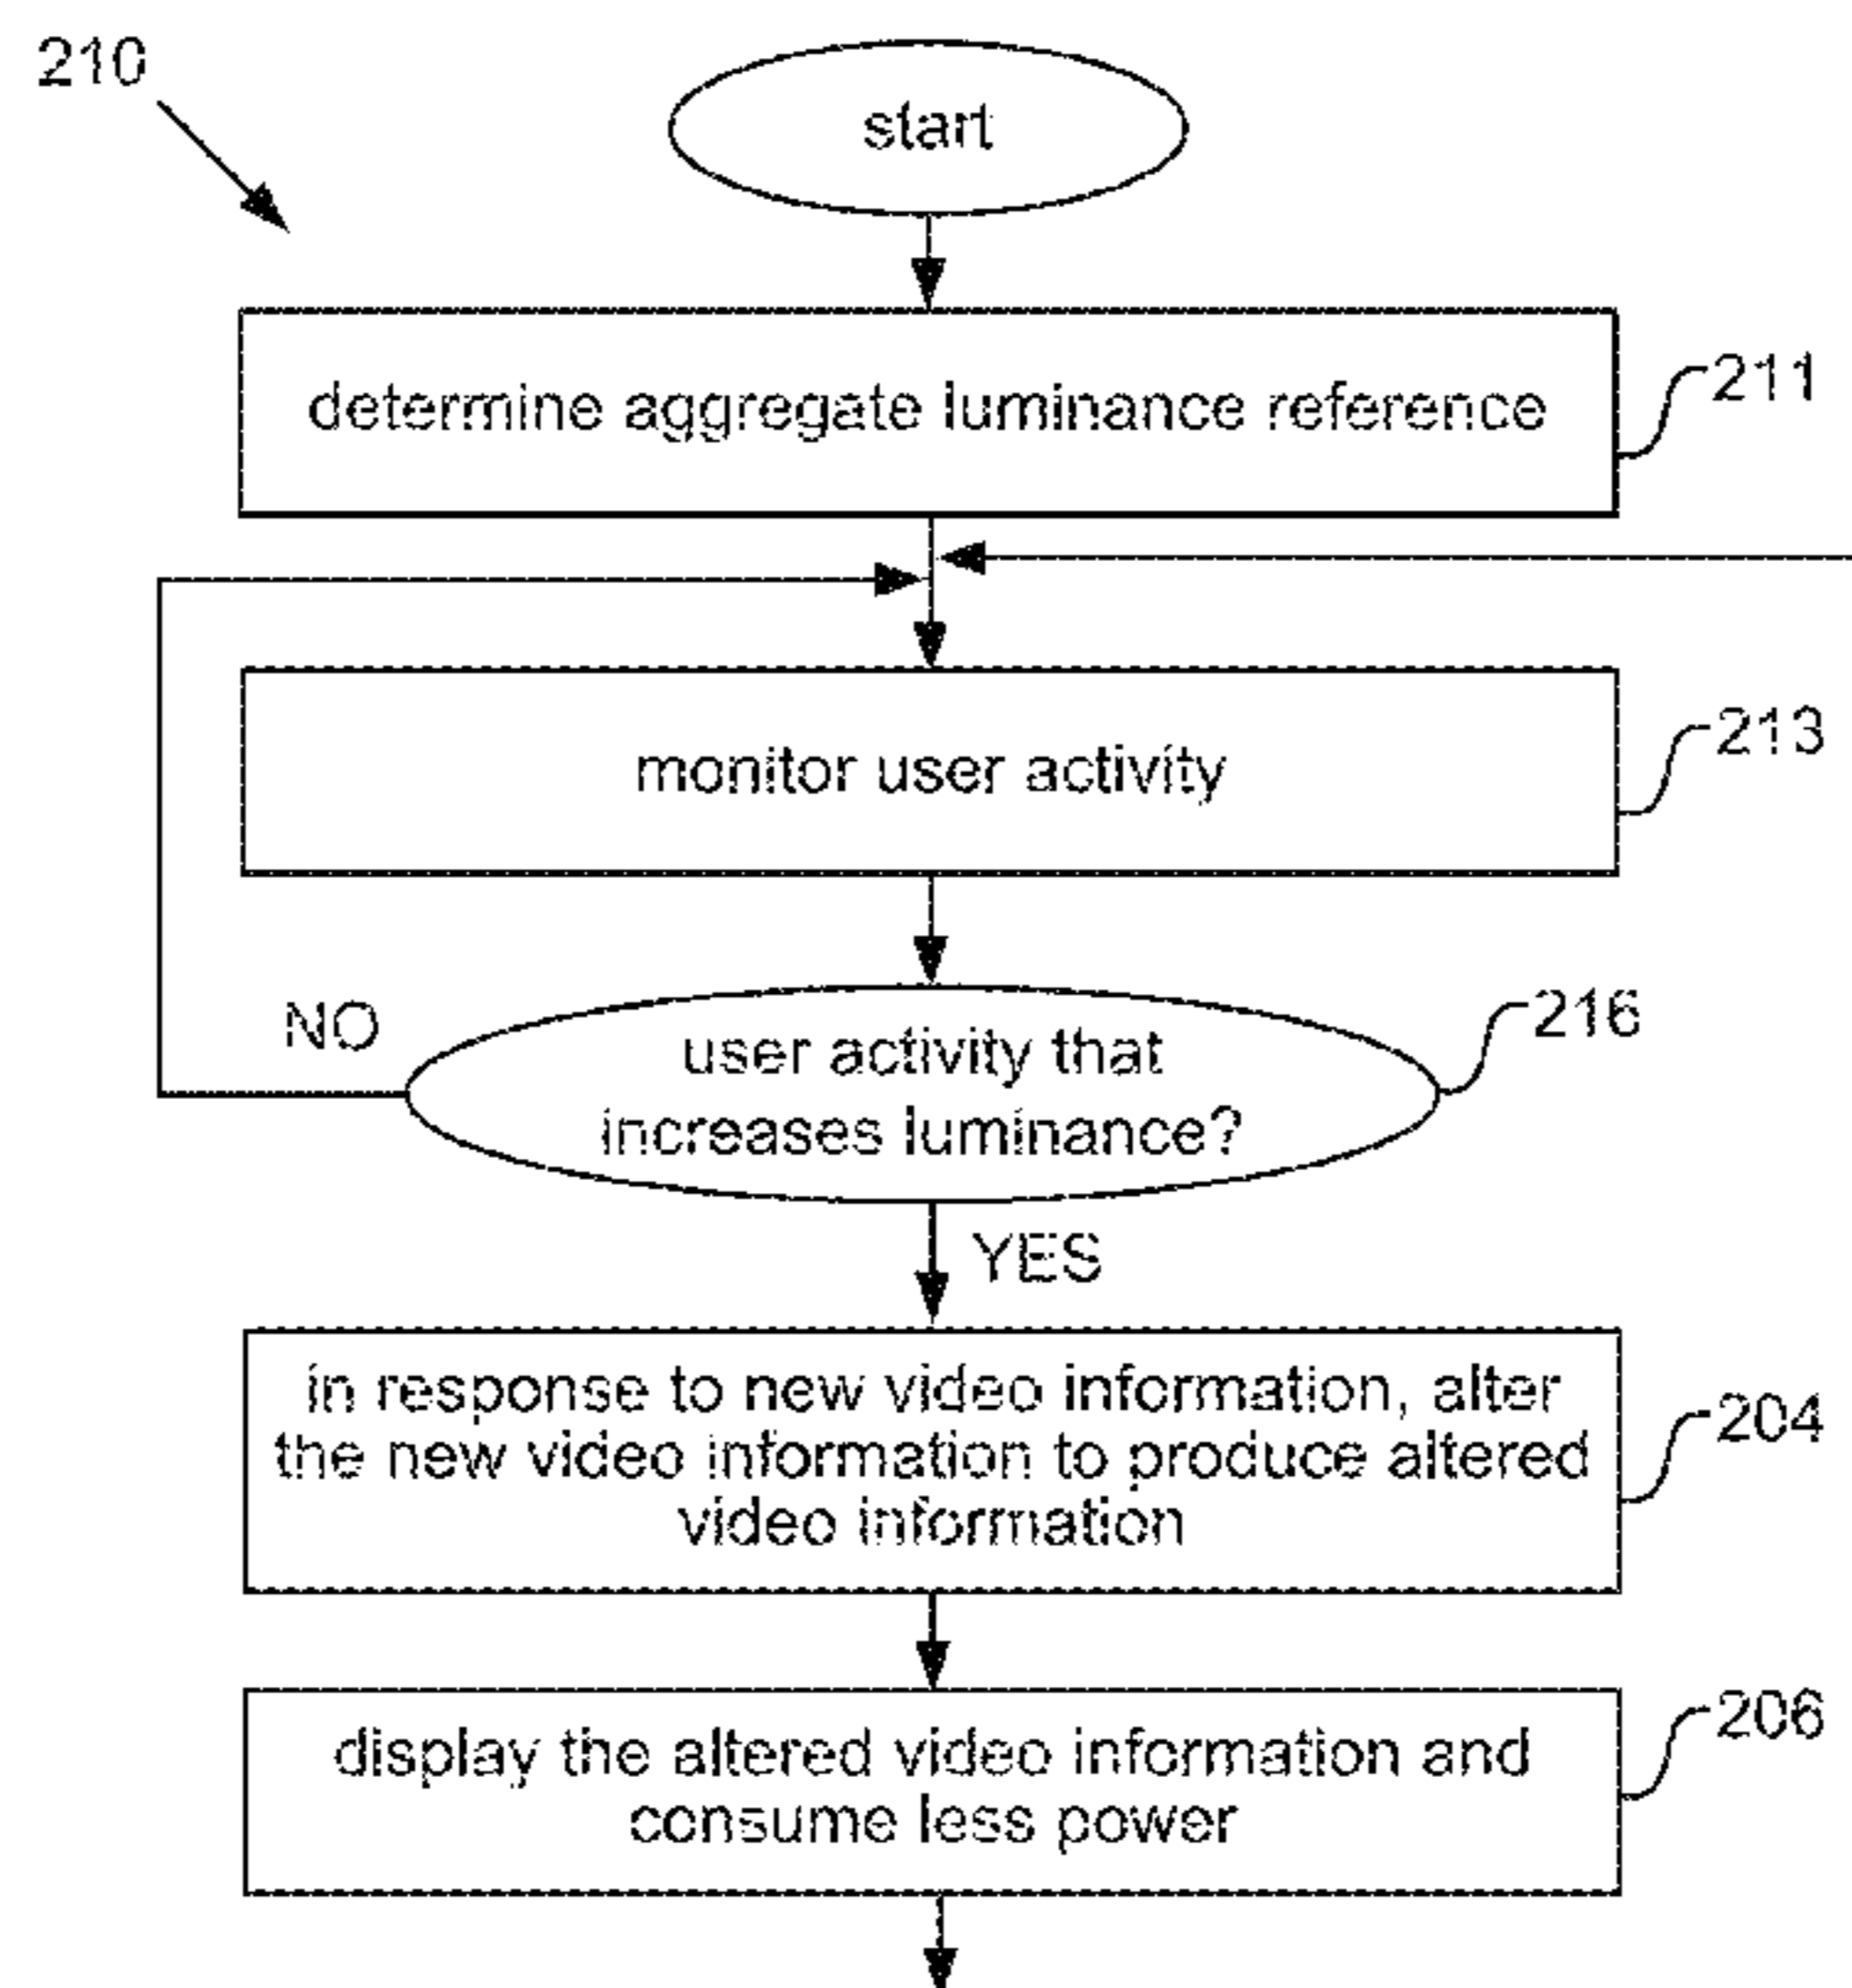 210
start
determine aggregate luminance reference
211
monitor user activity
213
NO
user activity that
increases luminance?
216
YES
in response to new video information, alter
the new video information to produce altered
video information
204
display the altered video information and
consume less power
206